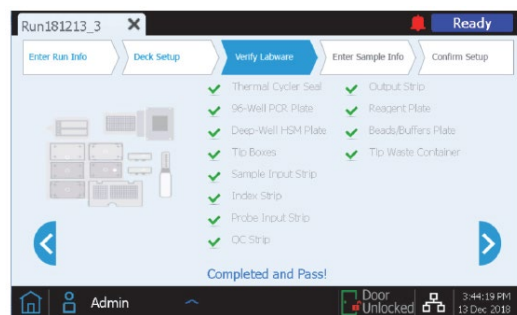 Run181213_3
Ready
Enter Run Info
Deck Setup
Verify Labware
Enter Sample Info
Confirm Setup
Thermal Cycler Seal
96-Well PCR Plate
Deep-Well HSM Plate
Tip Boxes
Sample Input Strip
Index Strip
Probe Input Strip
QC Strip
Output Strip
Reagent Plate
Beads/Buffers Plate
Tip Waste Container
Completed and Pass!
Admin
Door
Unlocked
3:44:19 PM
13 Dec 2018